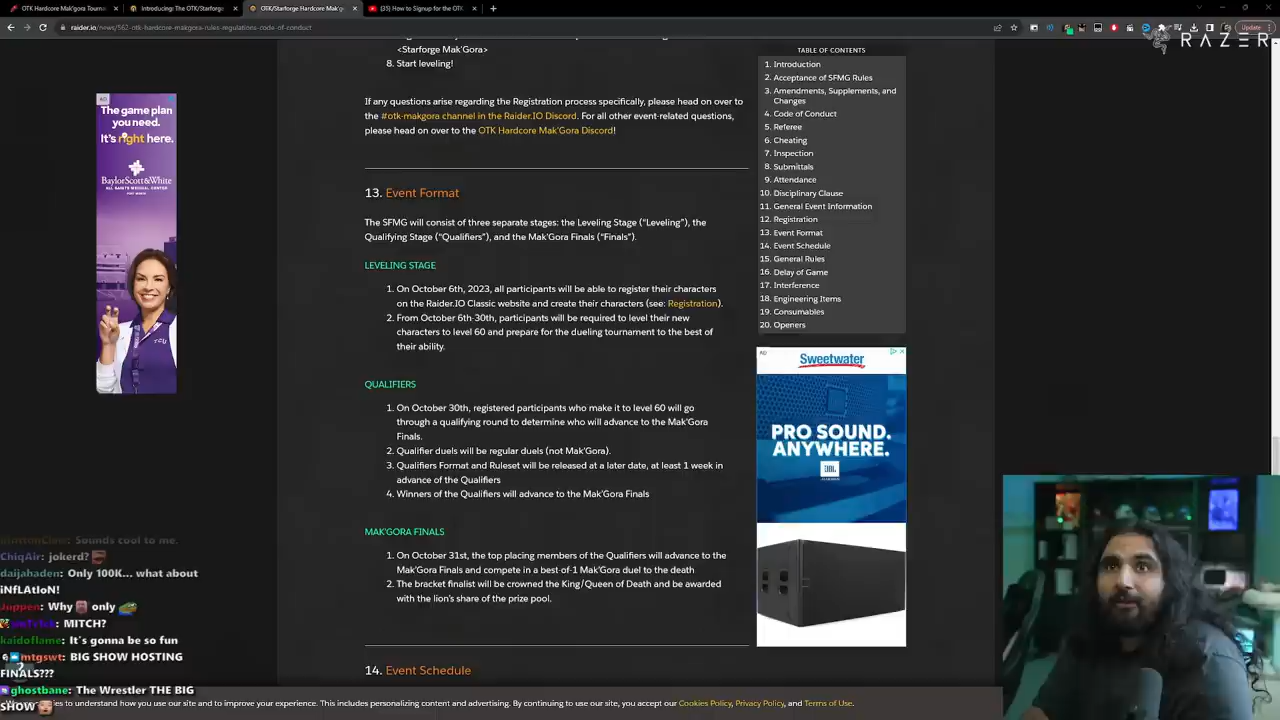 OTK Hardcore Mak'gora Tourna
Introducing: The OTK/Starforge
OTK/Starforge Hardcore Mak'go
(35) How to Signup for the OTK
raider.io/news/562-otk-hardcore-makgora-rules-regulations-code-of-conduct
Update
RAZER
<Starforge Mak'Gora>
8. Start leveling!
If any questions arise regarding the Registration process specifically, please head on over to
the #otk-makgora channel in the Raider.IO Discord. For all other event-related questions,
please head on over to the OTK Hardcore Mak'Gora Discord!
13. Event Format
The SFMG will consist of three separate stages: the Leveling Stage ("Leveling"), the
Qualifying Stage ("Qualifiers"), and the Mak'Gora Finals ("Finals").
LEVELING STAGE
1. On October 6th, 2023, all participants will be able to register their characters
on the Raider.IO Classic website and create their characters (see: Registration).
2. From October 6th-30th, participants will be required to level their new
characters to level 60 and prepare for the dueling tournament to the best of
their ability.
QUALIFIERS
1. On October 30th, registered participants who make it to level 60 will go
through a qualifying round to determine who will advance to the Mak'Gora
Finals.
2. Qualifier duels will be regular duels (not Mak'Gora).
3. Qualifiers Format and Ruleset will be released at a later date, at least 1 week in
advance of the Qualifiers
4. Winners of the Qualifiers will advance to the Mak'Gora Finals
MAK'GORA FINALS
1. On October 31st, the top placing members of the Qualifiers will advance to the
Mak'Gora Finals and compete in a best-of-1 Mak'Gora duel to the death
2. The bracket finalist will be crowned the King/Queen of Death and be awarded
with the lion's share of the prize pool.
14. Event Schedule
TABLE OF CONTENTS
1. Introduction
2. Acceptance of SFMG Rules
3. Amendments, Supplements, and
Changes
4. Code of Conduct
5. Referee
6. Cheating
7. Inspection
8. Submittals
9. Attendance
10. Disciplinary Clause
11. General Event Information
12. Registration
13. Event Format
14. Event Schedule
15. General Rules
16. Delay of Game
17. Interference
18. Engineering Items
19. Consumables
20. Openers
AD
The game plan
you need.
It's right here.
BaylorScott&White
ALL SAINTS MEDICAL CENTER
FORT WORTH
TCU
AD
Sweetwater
PRO SOUND.
ANYWHERE.
JBL
Sounds cool to me.
ChiqAir: jokerd?
daijahaden: Only 100K... what about
iNfLAtIoN!
Joppen: Why only
MITCH?
kaidoflame: It's gonna be so fun
mtgswt: BIG SHOW HOSTING
FINALS???
ghostbane: The Wrestler THE BIG
SHOW
to understand how you use our site and to improve your experience. This includes personalizing content and advertising. By continuing to use our site, you accept our Cookies Policy, Privacy Policy, and Terms of Use.